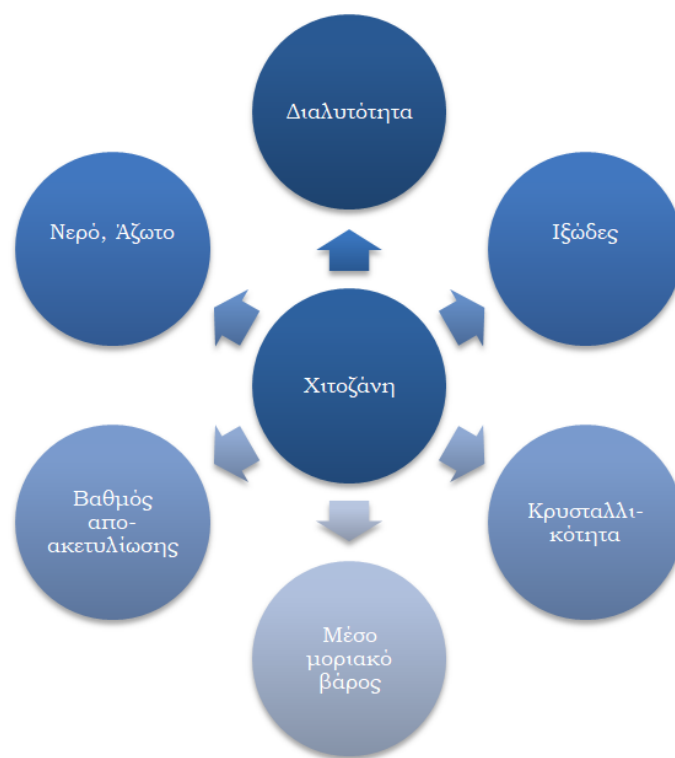 Διαλυτότητα
Νερό, Άζωτο
Ιξώδες
Χιτοζάνη
Βαθμός
απο-
ακετυλίωσης
Κρυσταλλι-
κότητα
Μέσο
μοριακό
βάρος